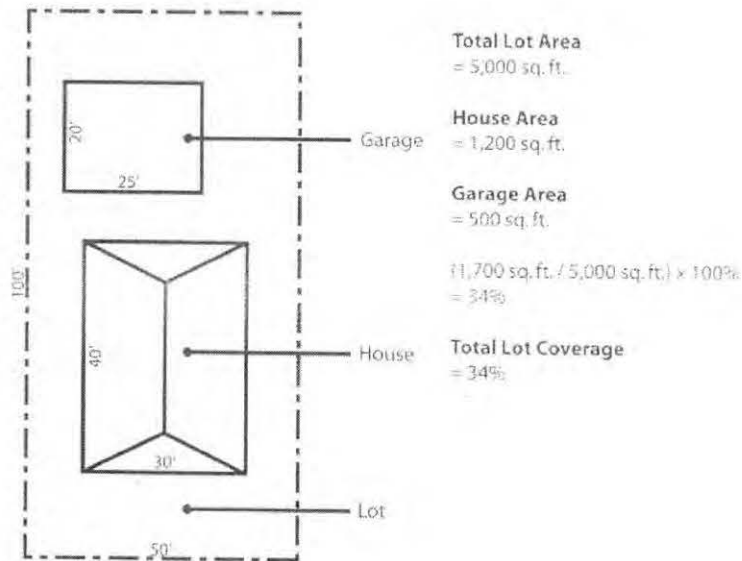 Total Lot Area
= 5,000 sq. ft.
House Area
= 1,200 sq. ft.
Garage Area
= 500 sq. ft.
(1,700 sq. ft. / 5,000 sq. ft.) × 100%
= 34%
Total Lot Coverage
= 34%
20'
25'
Garage
100'
40'
30'
House
Lot
50'